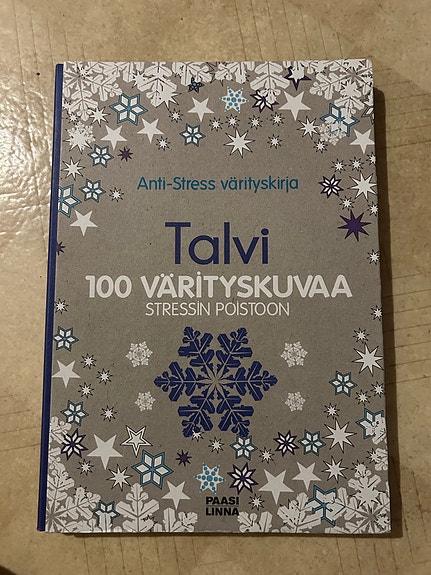 Anti-Stress värityskirja
Talvi
100 VÄRITYSKUVAA
STRESSIN POISTOON
PAASI
LINNA